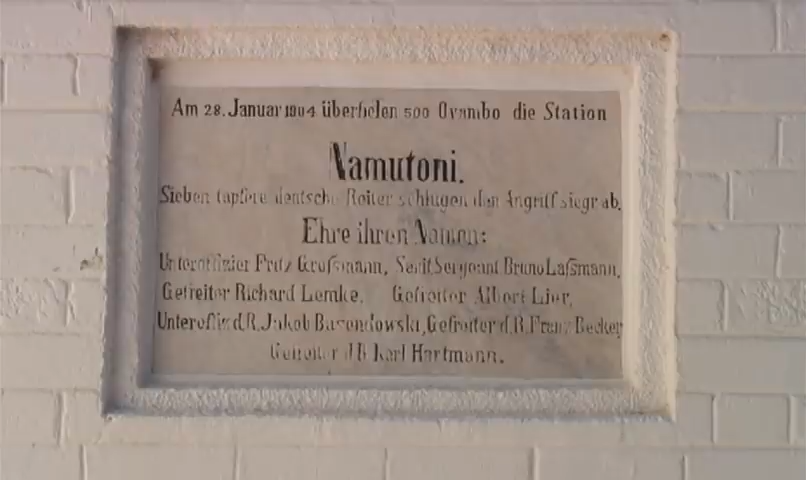 Am 28. Januar 1904 überfielen 500 Ovambo die Station
Namutoni.
Sieben tapfere deutsche Reiter schlugen den Angriff siegr. ab.
Ehre ihren Namen:
Unteroffizier Fritz Großmann, Sanit. Sergeant Bruno Laßmann,
Gefreiter Richard Lemke. Gefreiter Albert Lier,
Unteroffiz. d. R. Jakob Basendowski, Gefreiter d. R. Franz Becker
Gefreiter d R Karl Hartmann.